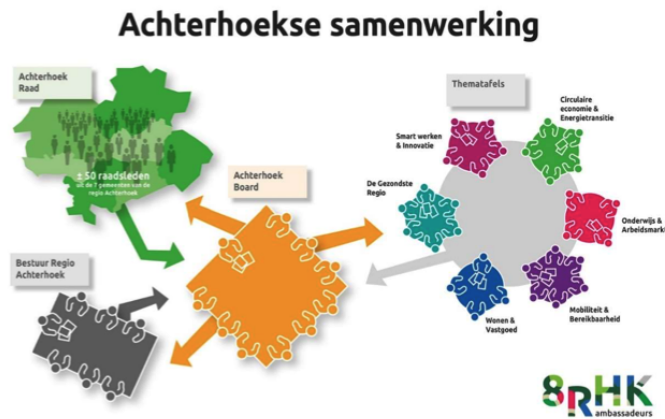 Achterhoekse samenwerking
Achterhoek
Raad
± 50 raadsleden
uit de 7 gemeenten van de
regio Achterhoek
Achterhoek
Board
Bestuur Regio
Achterhoek
Thematafels
Circulaire
economie &
Energietransitie
Smart werken
& Innovatie
De Gezondste
Regio
Onderwijs &
Arbeidsmarkt
Wonen &
Vastgoed
Mobiliteit &
Bereikbaarheid
8RHK
ambassadeurs